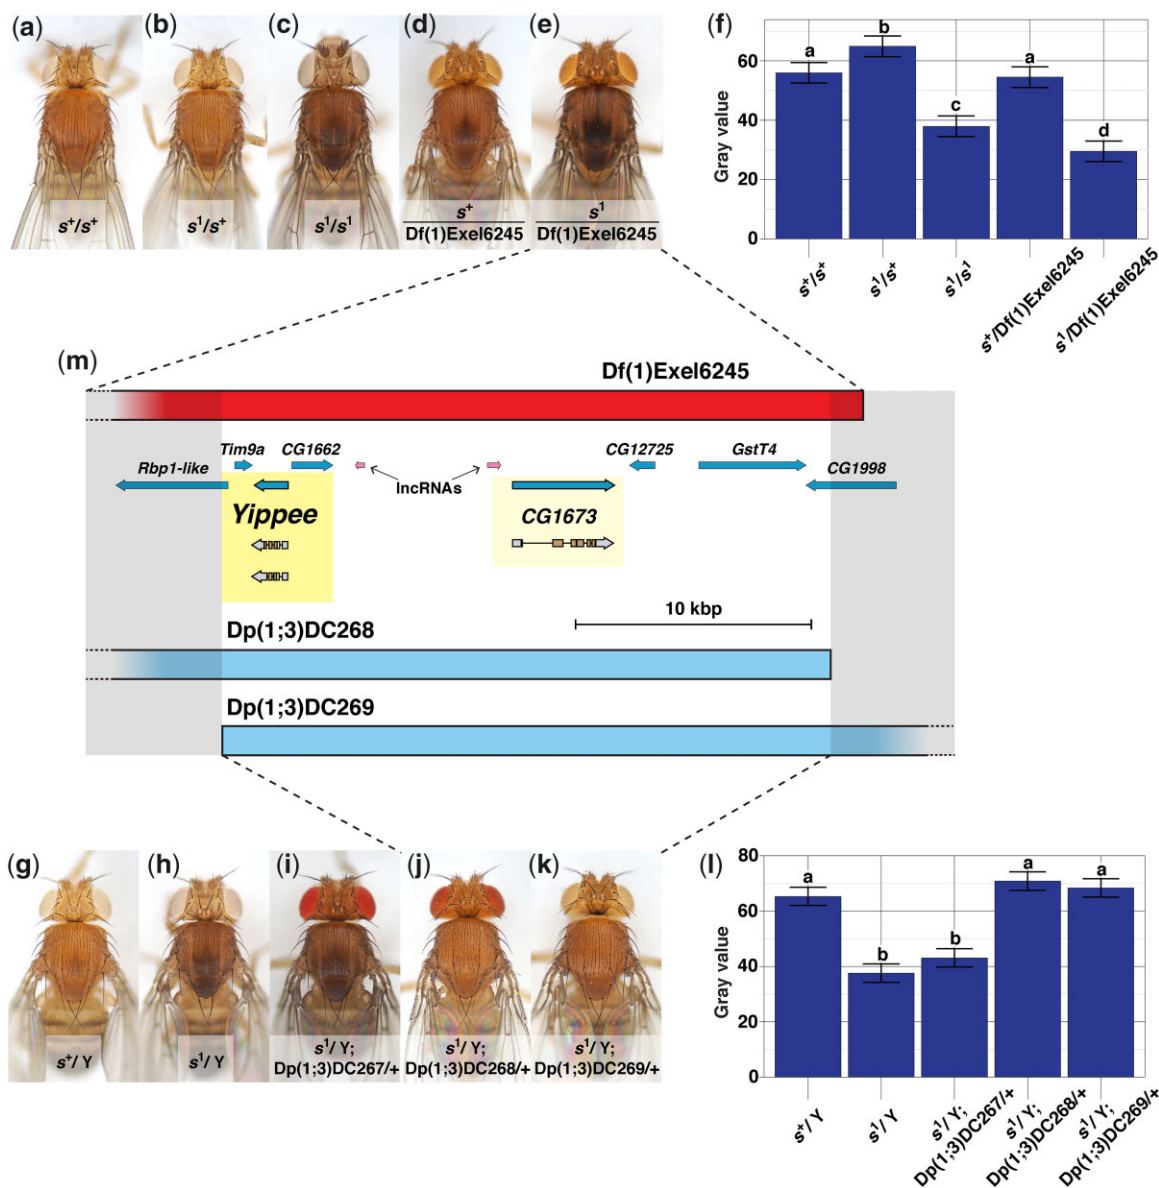 (a) (b) (c) (d) (e) (f)
s⁺/s⁺
s¹/s⁺
s¹/s¹
s⁺
Df(1)Exel6245
s¹
Df(1)Exel6245
Gray value
60
40
20
0
a b c a d
s⁺/s⁺
s¹/s⁺
s¹/s¹
s⁺/Df(1)Exel6245
s¹/Df(1)Exel6245
(m)
Df(1)Exel6245
Rbp1-like
Tim9a
CG1662
lncRNAs
CG12725
GstT4
CG1998
Yippee
CG1673
10 kbp
Dp(1;3)DC268
Dp(1;3)DC269
(g) (h) (i) (j) (k) (l)
s⁺/ Y
s¹/ Y
s¹/ Y;
Dp(1;3)DC267/+
s¹/ Y;
Dp(1;3)DC268/+
s¹/ Y;
Dp(1;3)DC269/+
Gray value
80
60
40
20
0
a b b a a
s⁺/ Y
s¹/ Y
s¹/ Y;
Dp(1;3)DC267/+
s¹/ Y;
Dp(1;3)DC268/+
s¹/ Y;
Dp(1;3)DC269/+